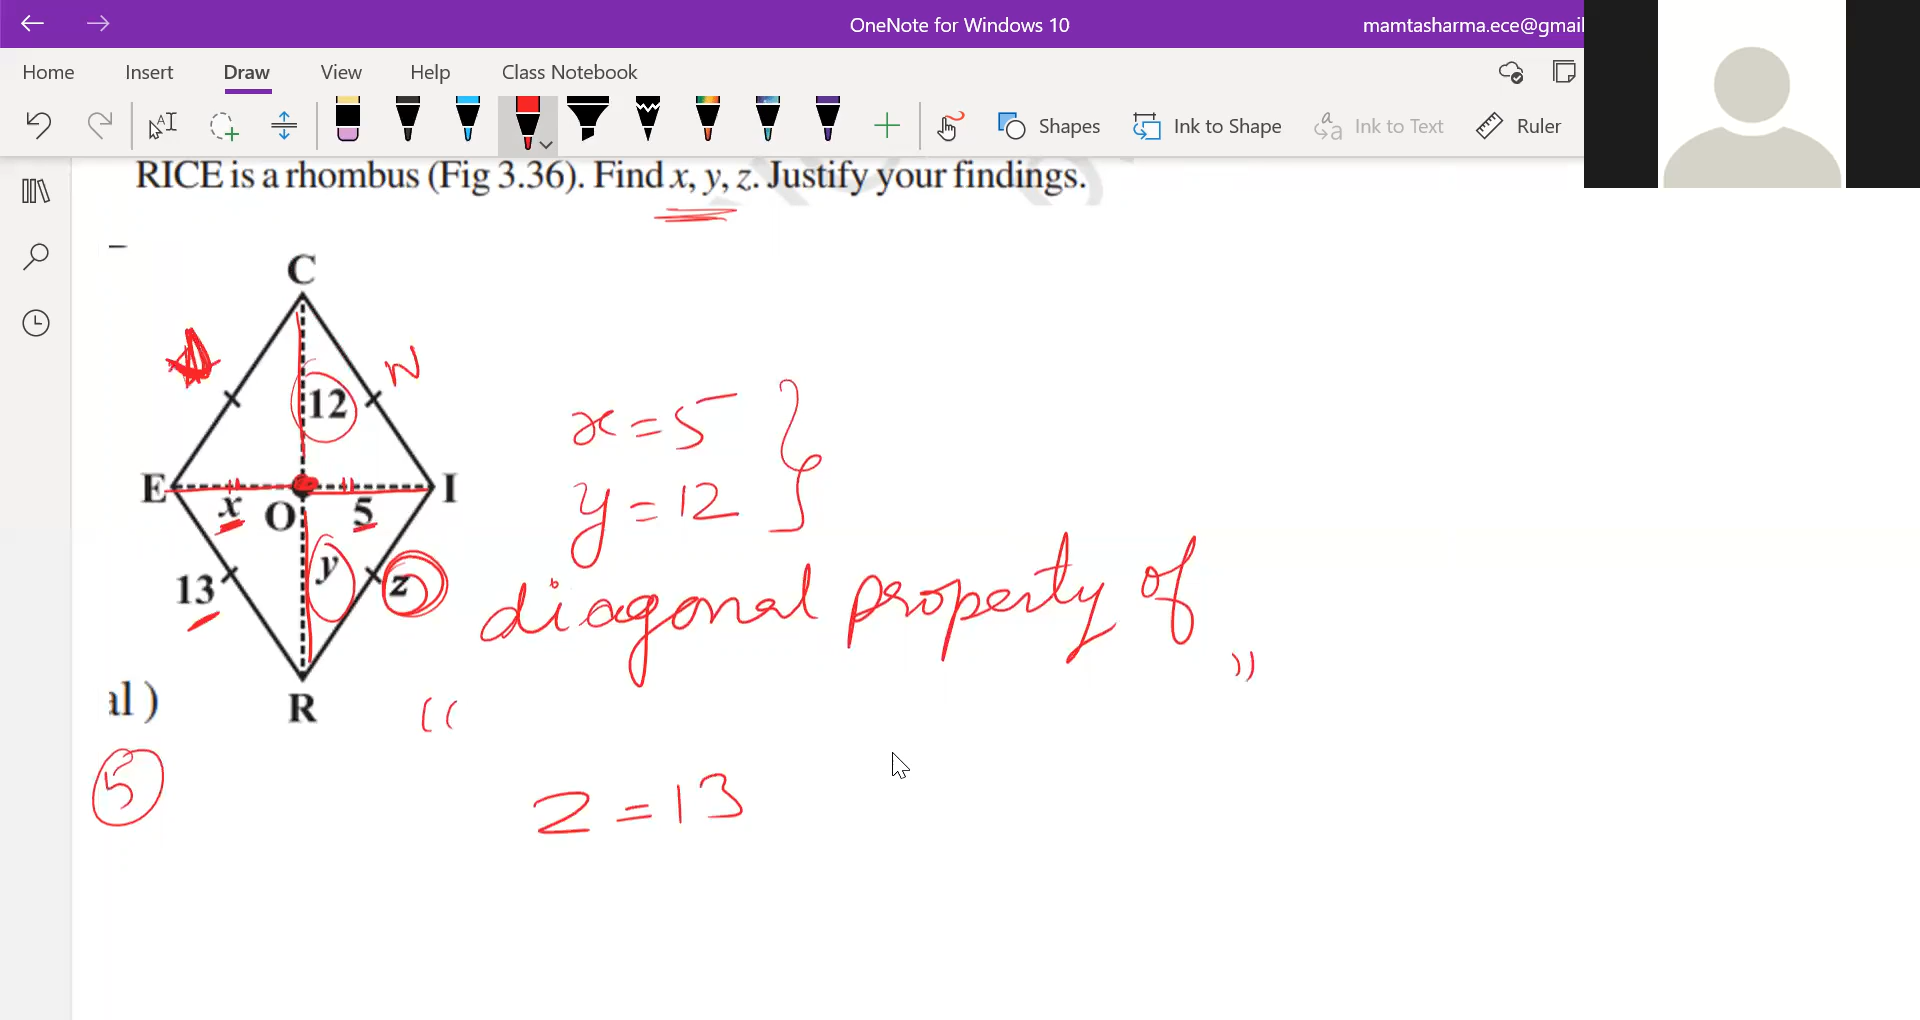 OneNote for Windows 10
mamtasharma.ece@gmail
Home Insert Draw View Help Class Notebook
Shapes Ink to Shape Ink to Text Ruler
RICE is a rhombus (Fig 3.36). Find x, y, z. Justify your findings.
C
N
12
x = 5
E I
x O 5
y = 12
13 y z
diagonal property of
al )
R
((
))
5
z = 13